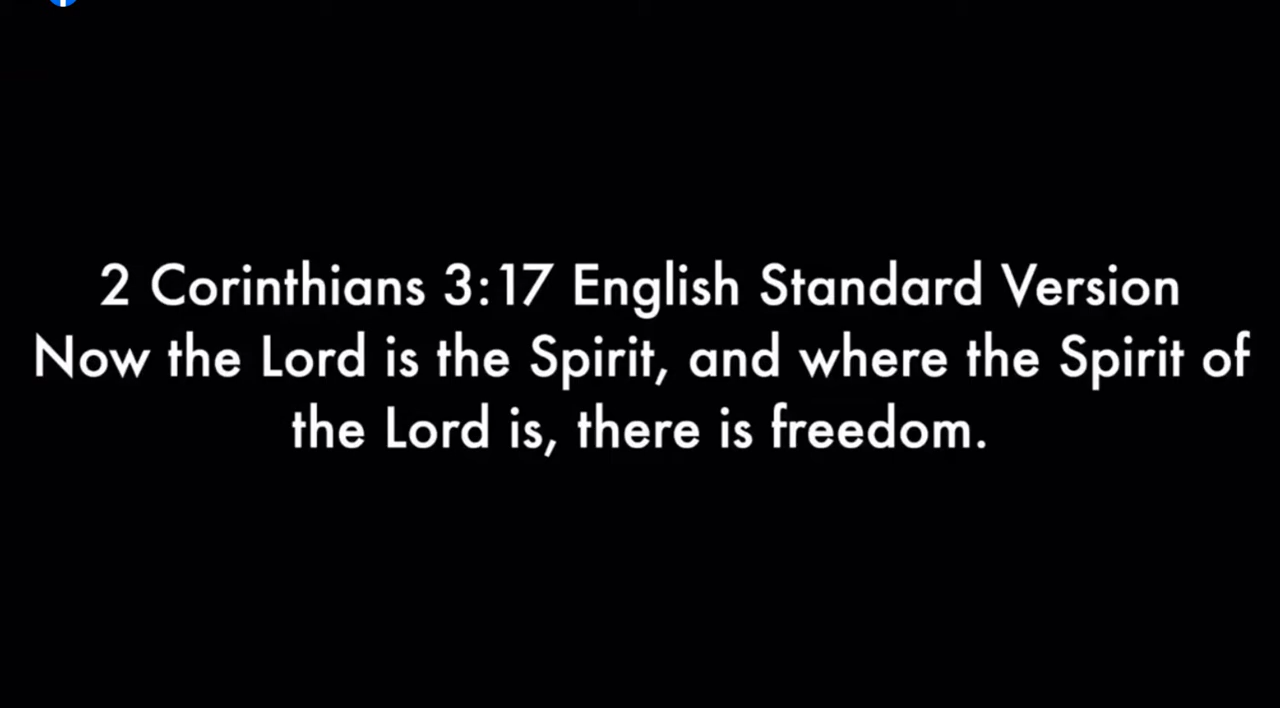 2 Corinthians 3:17 English Standard Version
Now the Lord is the Spirit, and where the Spirit of
the Lord is, there is freedom.